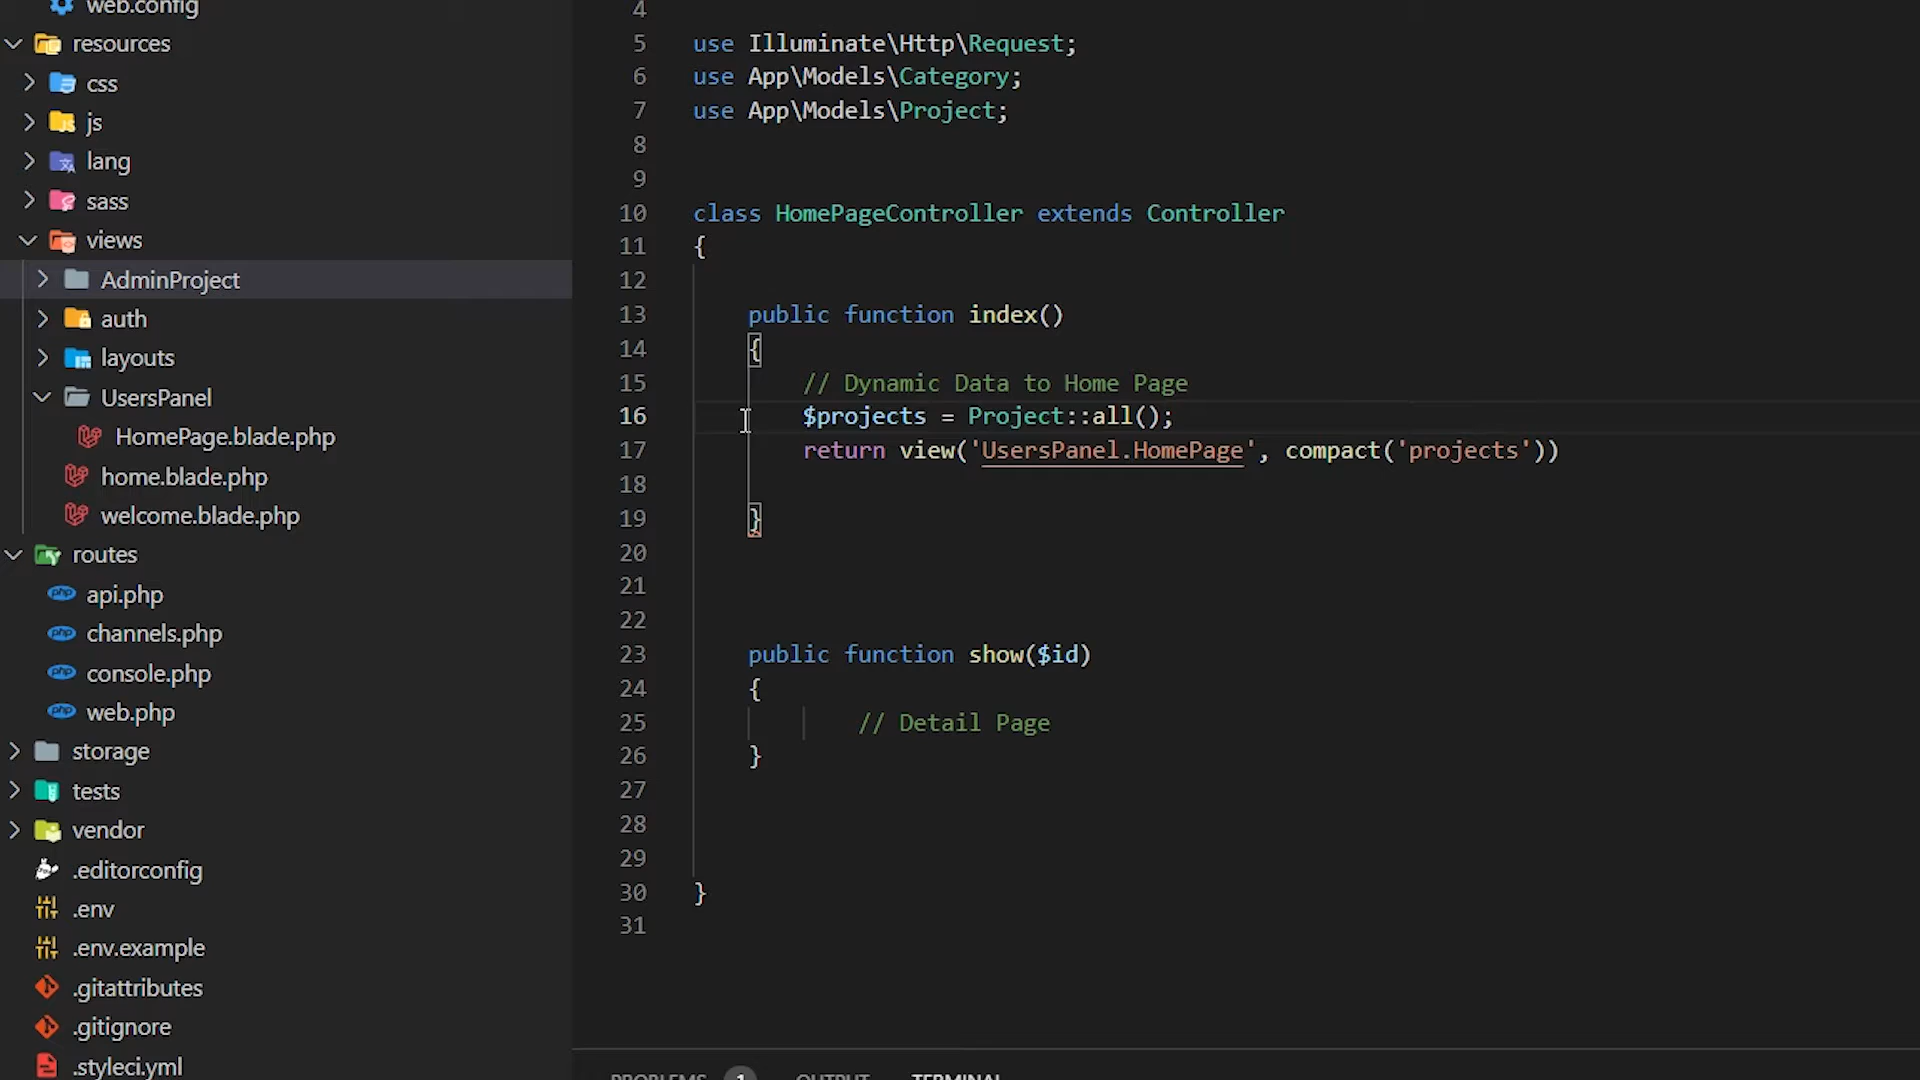 web.config
resources
css
js
lang
sass
views
AdminProject
auth
layouts
UsersPanel
HomePage.blade.php
home.blade.php
welcome.blade.php
routes
php api.php
php channels.php
php console.php
php web.php
storage
tests
vendor
.editorconfig
.env
.env.example
.gitattributes
.gitignore
.styleci.yml
4
5 use Illuminate\Http\Request;
6 use App\Models\Category;
7 use App\Models\Project;
8
9
10 class HomePageController extends Controller
11 {
12
13 public function index()
14 {
15 // Dynamic Data to Home Page
16 $projects = Project::all();
17 return view('UsersPanel.HomePage', compact('projects'))
18
19 }
20
21
22
23 public function show($id)
24 {
25 // Detail Page
26 }
27
28
29
30 }
31
PROBLEMS 1 OUTPUT TERMINAL